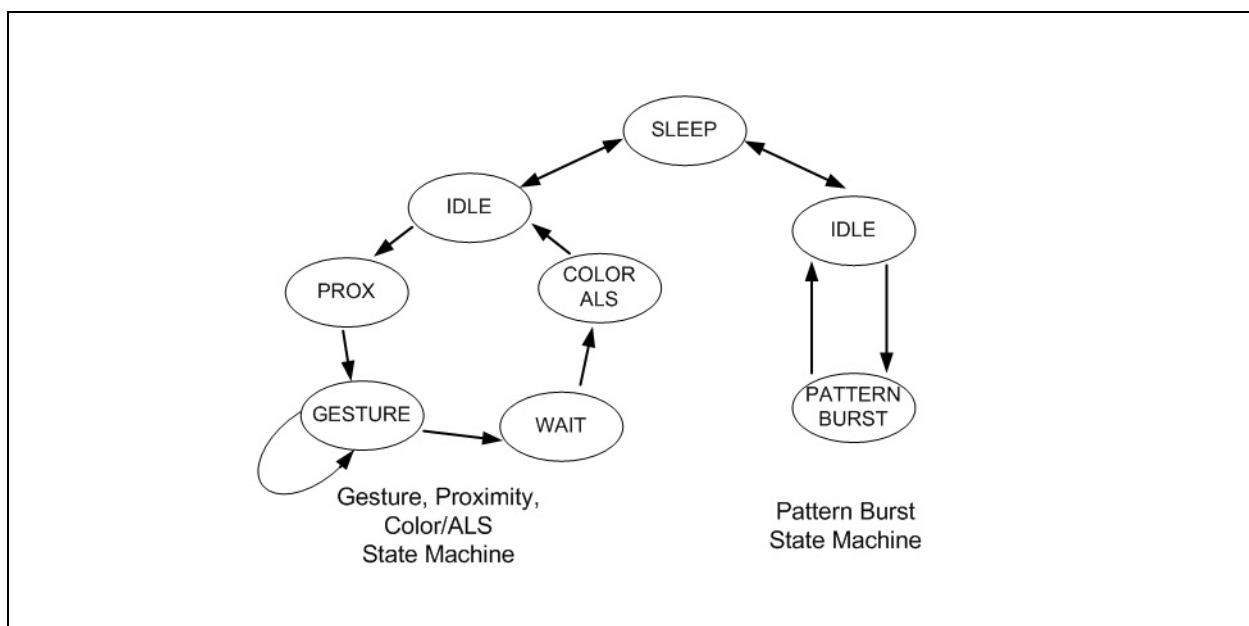 SLEEP
IDLE
IDLE
PROX
COLOR
ALS
GESTURE
WAIT
PATTERN
BURST
Gesture, Proximity,
Color/ALS
State Machine
Pattern Burst
State Machine